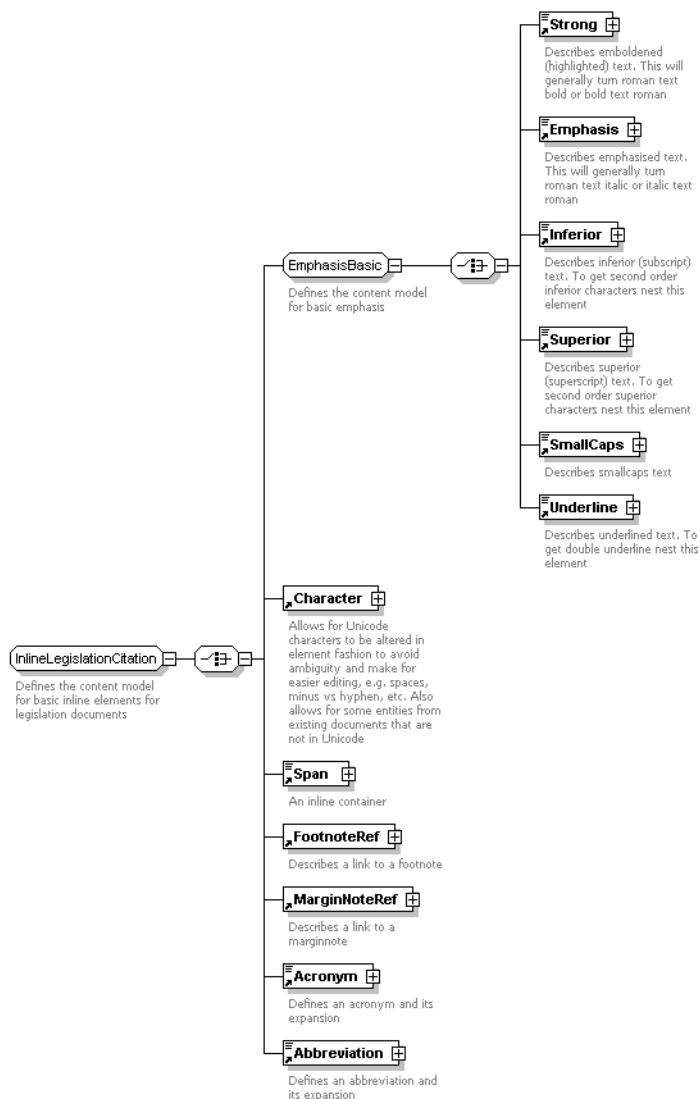 Strong
Describes emboldened
(highlighted) text. This will
generally turn roman text
bold or bold text roman
Emphasis
Describes emphasised text.
This will generally turn
roman text italic or italic text
roman
Inferior
Describes inferior (subscript)
text. To get second order
inferior characters nest this
element
EmphasisBasic
Defines the content model
for basic emphasis
Superior
Describes superior
(superscript) text. To get
second order superior
characters nest this element
SmallCaps
Describes smallcaps text
Underline
Describes underlined text. To
get double underline nest this
element
Character
Allows for Unicode
characters to be altered in
element fashion to avoid
ambiguity and make for
easier editing, e.g. spaces,
minus vs hyphen, etc. Also
allows for some entities from
existing documents that are
not in Unicode
InlineLegislationCitation
Defines the content model
for basic inline elements for
legislation documents
Span
An inline container
FootnoteRef
Describes a link to a footnote
MarginNoteRef
Describes a link to a
marginnote
Acronym
Defines an acronym and its
expansion
Abbreviation
Defines an abbreviation and
its expansion